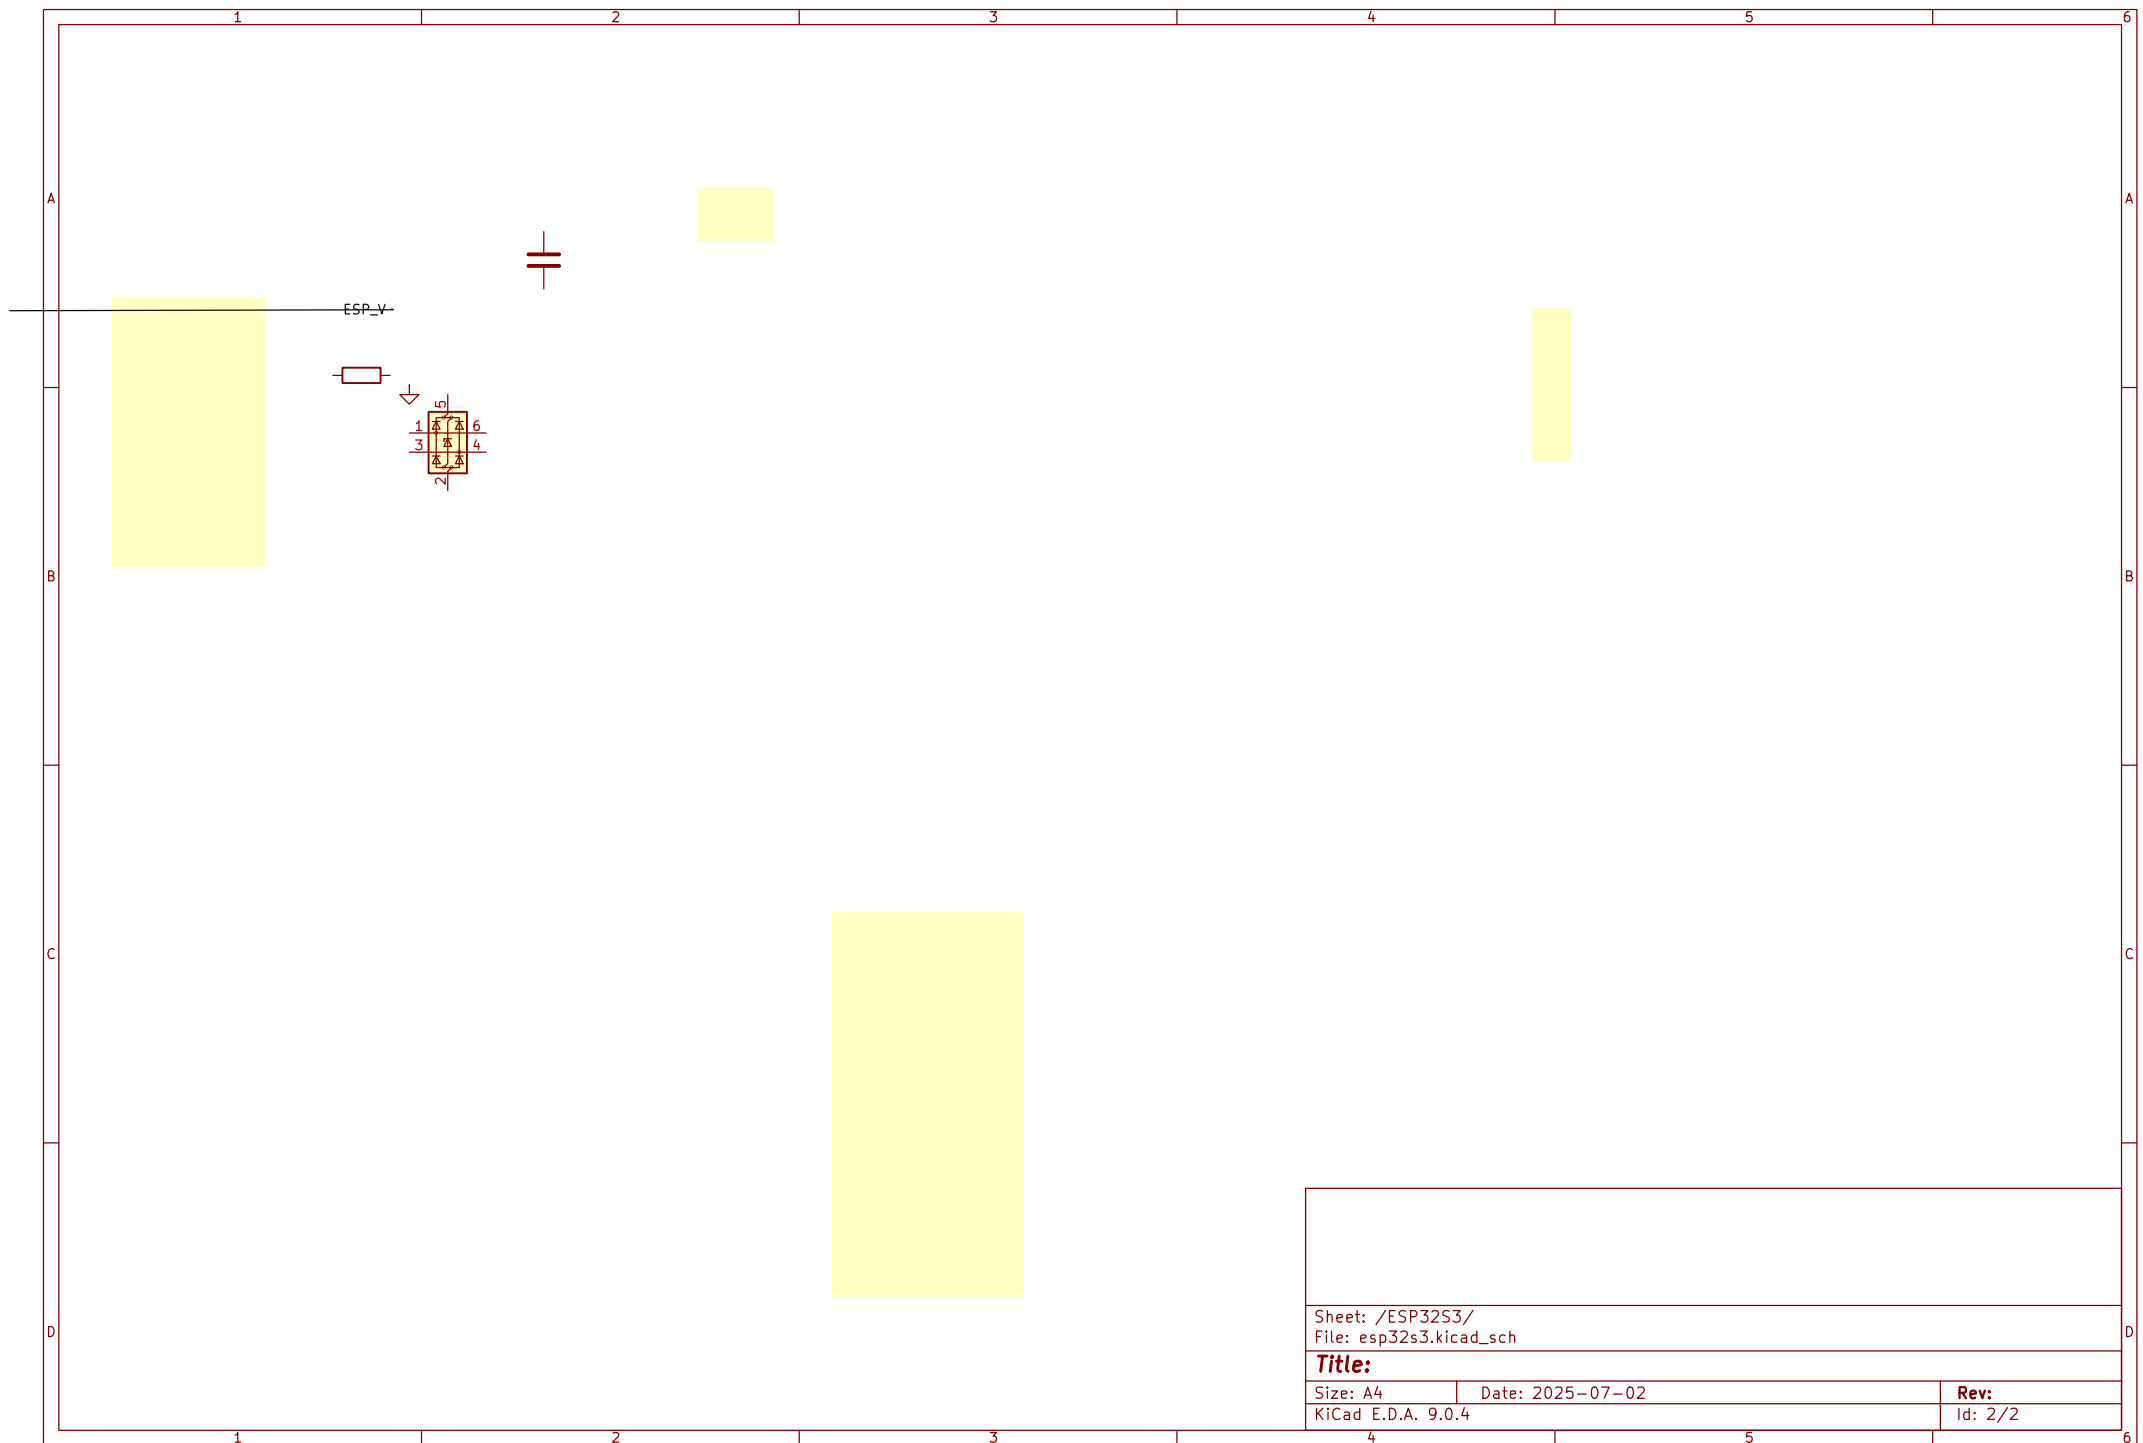 1 2 3 4 5 6
A A
ESP_V
5
1 6
3 4
2
B B
C C
Sheet: /ESP32S3/
File: esp32s3.kicad_sch
D D
Title:
Size: A4 Date: 2025-07-02 Rev:
KiCad E.D.A. 9.0.4 Id: 2/2
1 2 3 4 5 6